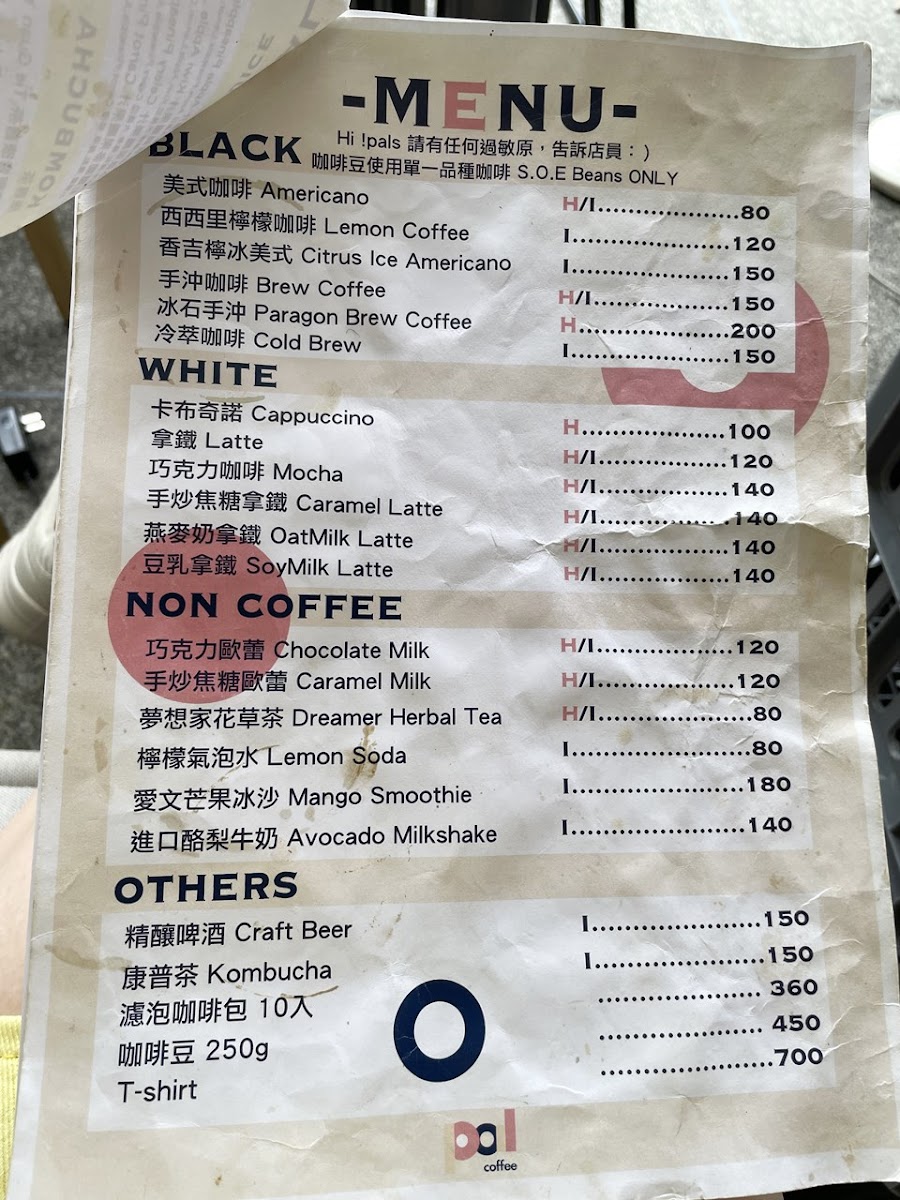 KOMBUCHA
-MENU-
Hi !pals 請有任何過敏原，告訴店員：)
咖啡豆使用單一品種咖啡 S.O.E Beans ONLY
BLACK
美式咖啡 Americano H/I....................80
西西里檸檬咖啡 Lemon Coffee I......................120
香吉檸冰美式 Citrus Ice Americano I......................150
手沖咖啡 Brew Coffee H/I...................150
冰石手沖 Paragon Brew Coffee H.....................200
冷萃咖啡 Cold Brew I......................150
WHITE
卡布奇諾 Cappuccino H....................100
拿鐵 Latte H/I..................120
巧克力咖啡 Mocha H/I..................140
手炒焦糖拿鐵 Caramel Latte H/I..................140
燕麥奶拿鐵 OatMilk Latte H/I..................140
豆乳拿鐵 SoyMilk Latte H/I..................140
NON COFFEE
巧克力歐蕾 Chocolate Milk H/I...................120
手炒焦糖歐蕾 Caramel Milk H/I...................120
夢想家花草茶 Dreamer Herbal Tea H/I.....................80
檸檬氣泡水 Lemon Soda I........................80
愛文芒果冰沙 Mango Smoothie I.......................180
進口酪梨牛奶 Avocado Milkshake I.......................140
OTHERS
精釀啤酒 Craft Beer I......................150
康普茶 Kombucha I......................150
濾泡咖啡包 10入 ..................... 360
咖啡豆 250g ..................... 450
T-shirt ......................700
pal
coffee